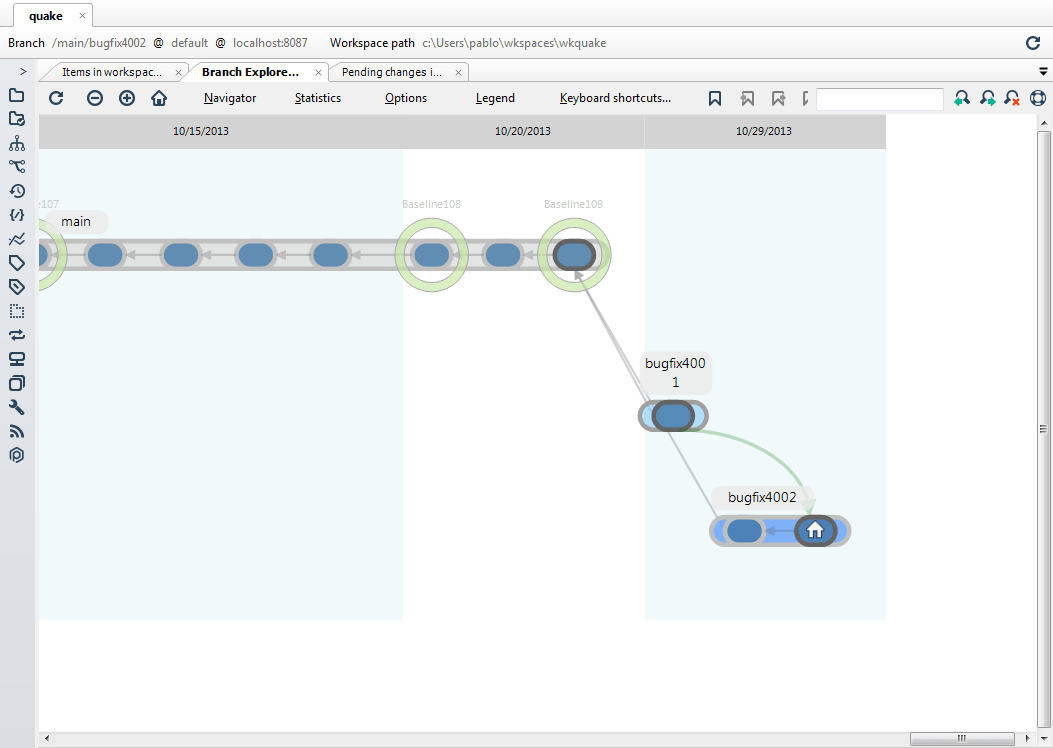 quake
Branch /main/bugfix4002 @ default @ localhost:8087 Workspace path c:\Users\pablo\wkspaces\wkquake
Items in workspac... Branch Explore... Pending changes i...
Navigator Statistics Options Legend Keyboard shortcuts...
10/15/2013 10/20/2013 10/29/2013
e107 Baseline108 Baseline109
main
bugfix400
1
bugfix4002